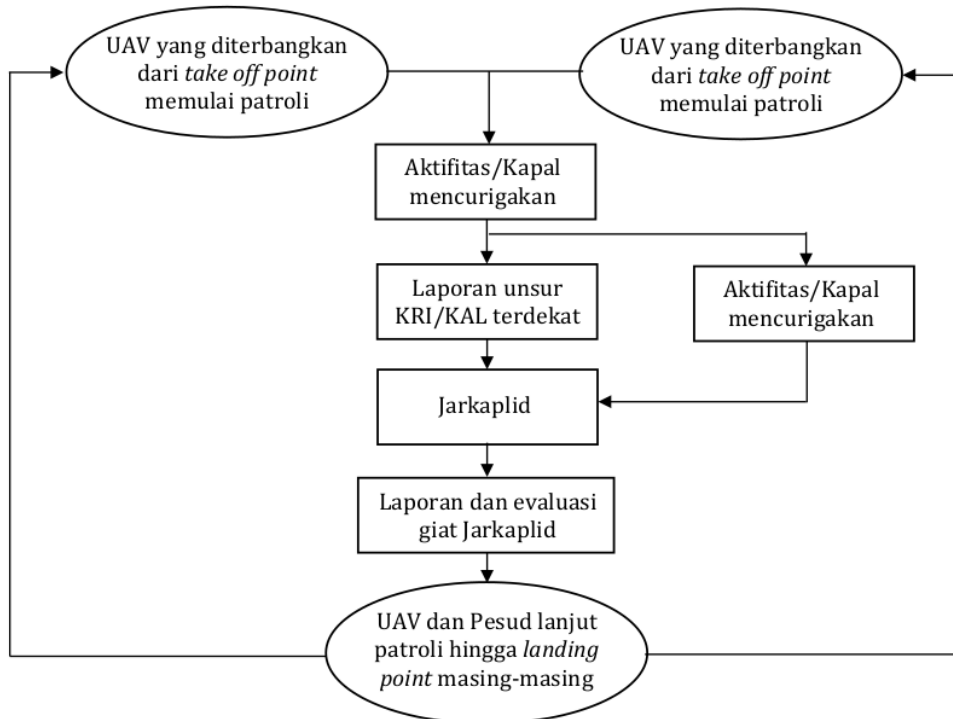 UAV yang diterbangkan
dari take off point
memulai patroli
UAV yang diterbangkan
dari take off point
memulai patroli
Aktifitas/Kapal
mencurigakan
Laporan unsur
KRI/KAL terdekat
Aktifitas/Kapal
mencurigakan
Jarkaplid
Laporan dan evaluasi
giat Jarkaplid
UAV dan Pesud lanjut
patroli hingga landing
point masing-masing